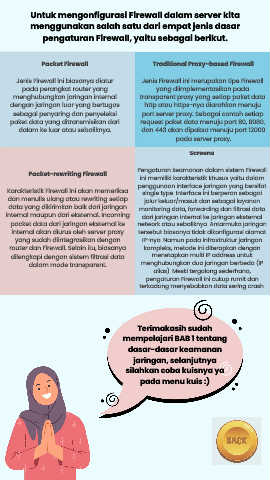 Untuk mengonfigurasi Firewall dalam server kita
menggunakan salah satu dari empat jenis dasar
pengaturan Firewall, yaitu sebagai berikut.
Packet Firewall
Jenis Firewall ini biasanya diatur
pada perangkat router yang
menghubungkan jaringan internal
dengan jaringan luar yang bertugas
sebagai penyaring dan penyeleksi
paket data yang ditransmisikan dari
dalam ke luar atau sebaliknya.
Traditional Proxy-based Firewall
Jenis Firewall ini merupakan tipe Firewall
yang diimplementasikan pada
transparent proxy yang setiap paket data
http atau https-nya diarahkan menuju
port server proxy. Sebagai contoh setiap
request paket data menuju port 80, 8080,
dan 443 akan dipaksa menuju port 12000
pada server proxy.
Packet-rewriting Firewall
Karakteristik Firewall ini akan memeriksa
dan menulis ulang atau rewriting setiap
data yang dikirimkan baik dari jaringan
internal maupun dari eksternal. Incoming
packet data dari jaringan eksternal ke
internal akan diurus oleh server proxy
yang sudah diintegrasikan dengan
router dan Firewall. Selain itu, biasanya
dilengkapi dengan sistem filtrasi data
dalam mode transparent.
Screens
Pengaturan keamanan dalam sistem Firewall
ini memiliki karakteristik khusus yaitu dalam
penggunaan interface jaringan yang bersifat
single type. Interface ini berperan sebagai
jalur keluar/masuk dan sebagai layanan
monitoring data, forwarding dan filtrasi data
dari jaringan internal ke jaringan eksternal
network atau sebaliknya. Antarmuka jaringan
tersebut biasanya tidak dikonfigurasi alamat
IP-nya. Namun pada infrastruktur jaringan
kompleks, metode ini diterapkan dengan
menetapkan multi IP address untuk
menghubungkan dua jaringan berbeda (IP
alias). Meski tergolong sederhana,
pengaturan Firewall ini cukup rumit dan
terkadang menyebabkan data sering crash
Terimakasih sudah
mempelajari BAB 1 tentang
dasar-dasar keamanan
jaringan, selanjutnya
silahkan coba kuisnya ya
pada menu kuis :)
BACK